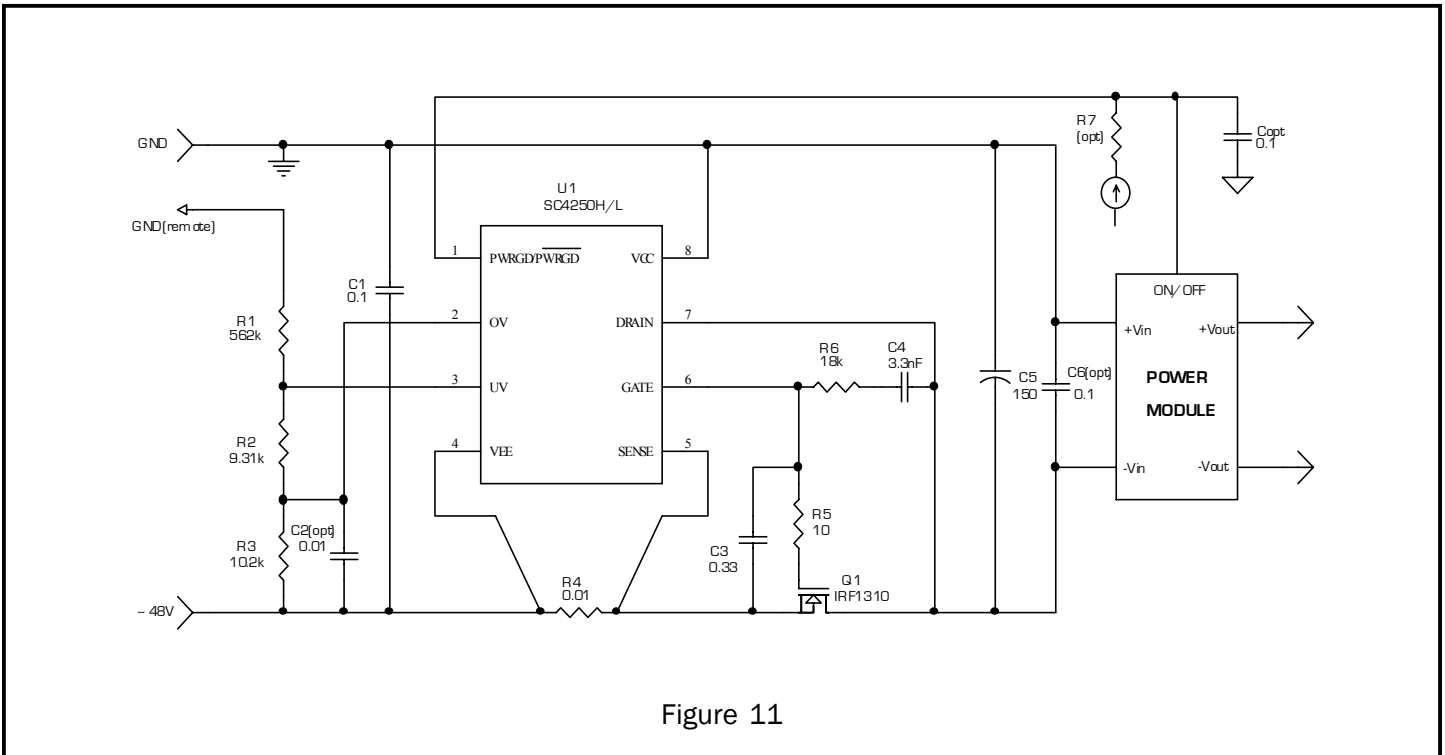 R7
(opt)
Copt
0.1
GND
U1
SC4250H/L
GND(remote)
1
PWRGD/PWRGD
VCC
8
C1
0.1
ON/OFF
R1
562k
2
OV
DRAIN
7
+Vin
+Vout
R6
18k
C4
3.3nF
3
UV
GATE
6
C5
150
C6(opt)
0.1
POWER
MODULE
R2
9.31k
4
VEE
SENSE
5
-Vin
-Vout
R5
10
C2(opt)
0.01
R3
10.2k
C3
0.33
R4
0.01
Q1
IRF1310
- 48V
Figure 11